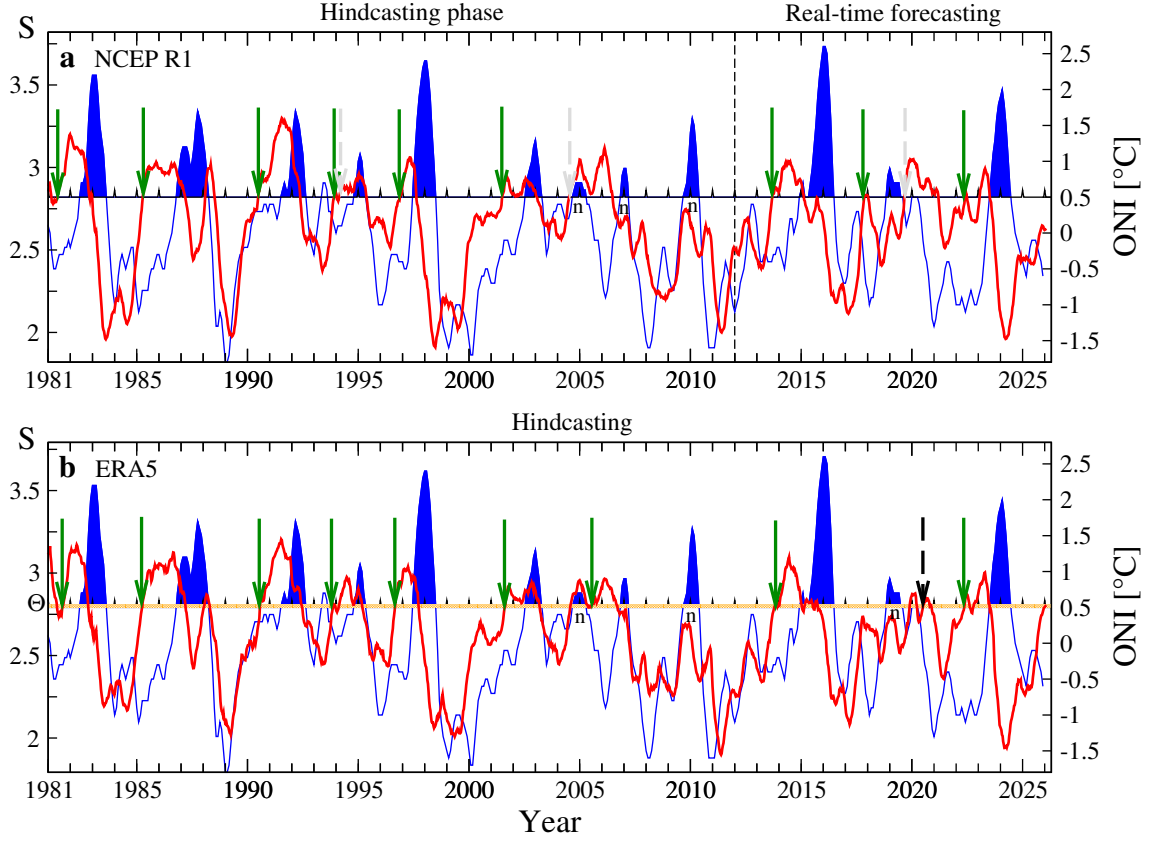 Hindcasting phase Real-time forecasting
S
a NCEP R1
3.5
3
2.5
2
2.5
2
1.5
1
0.5
0
-0.5
-1
-1.5
ONI [°C]
n n n
1981 1985 1990 1995 2000 2005 2010 2015 2020 2025
Hindcasting
S
b ERA5
3.5
3
Θ
2.5
2
2.5
2
1.5
1
0.5
0
-0.5
-1
-1.5
ONI [°C]
n n n
1981 1985 1990 1995 2000 2005 2010 2015 2020 2025
Year